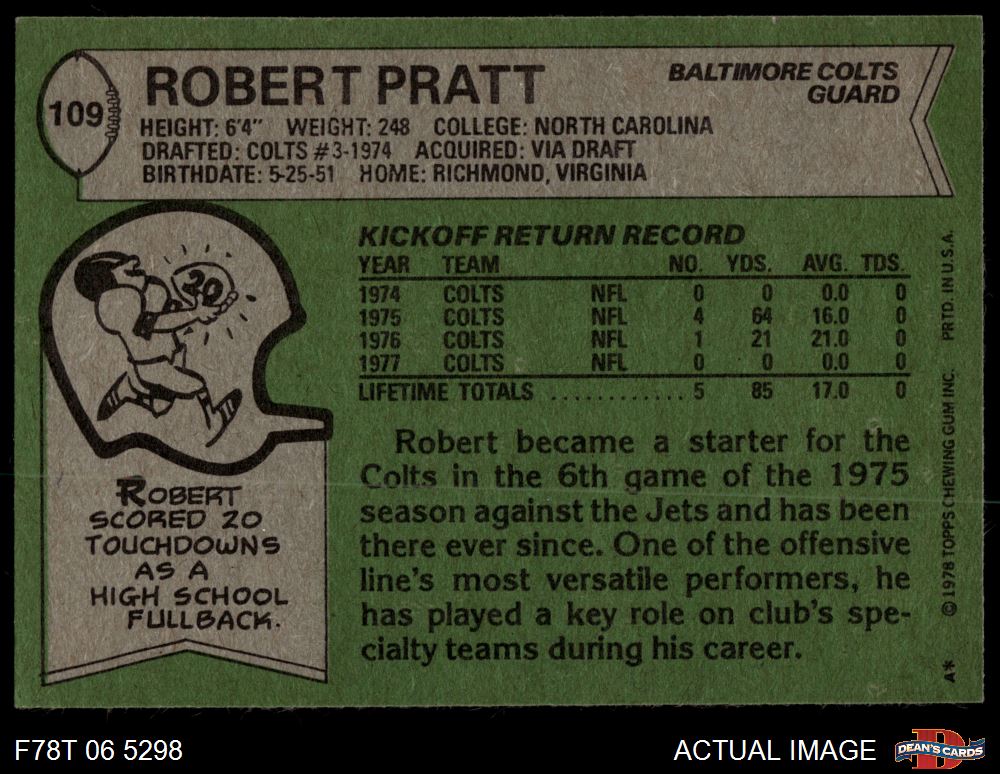 109
ROBERT PRATT
BALTIMORE COLTS
GUARD
HEIGHT: 6'4" WEIGHT: 248 COLLEGE: NORTH CAROLINA
DRAFTED: COLTS #3-1974 ACQUIRED: VIA DRAFT
BIRTHDATE: 5-25-51 HOME: RICHMOND, VIRGINIA
20
ROBERT
SCORED 20
TOUCHDOWNS
AS A
HIGH SCHOOL
FULLBACK.
KICKOFF RETURN RECORD
YEAR TEAM NO. YDS. AVG. TDS.
1974 COLTS NFL 0 0 0.0 0
1975 COLTS NFL 4 64 16.0 0
1976 COLTS NFL 1 21 21.0 0
1977 COLTS NFL 0 0 0.0 0
LIFETIME TOTALS ............ 5 85 17.0 0
Robert became a starter for the
Colts in the 6th game of the 1975
season against the Jets and has been
there ever since. One of the offensive
line's most versatile performers, he
has played a key role on club's spe-
cialty teams during his career.
A* © 1978 TOPPS CHEWING GUM INC. PRTD. IN U.S.A.
F78T 06 5298
ACTUAL IMAGE
D
DEAN'S CARDS